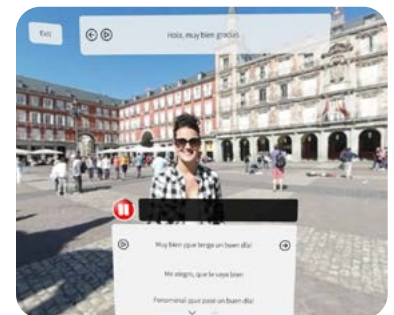 Exit
Hola, muy bien gracias
Muy bien ¡que tenga un buen día!
Me alegro, que le vaya bien
Fenomenal ¡que pase un buen día!